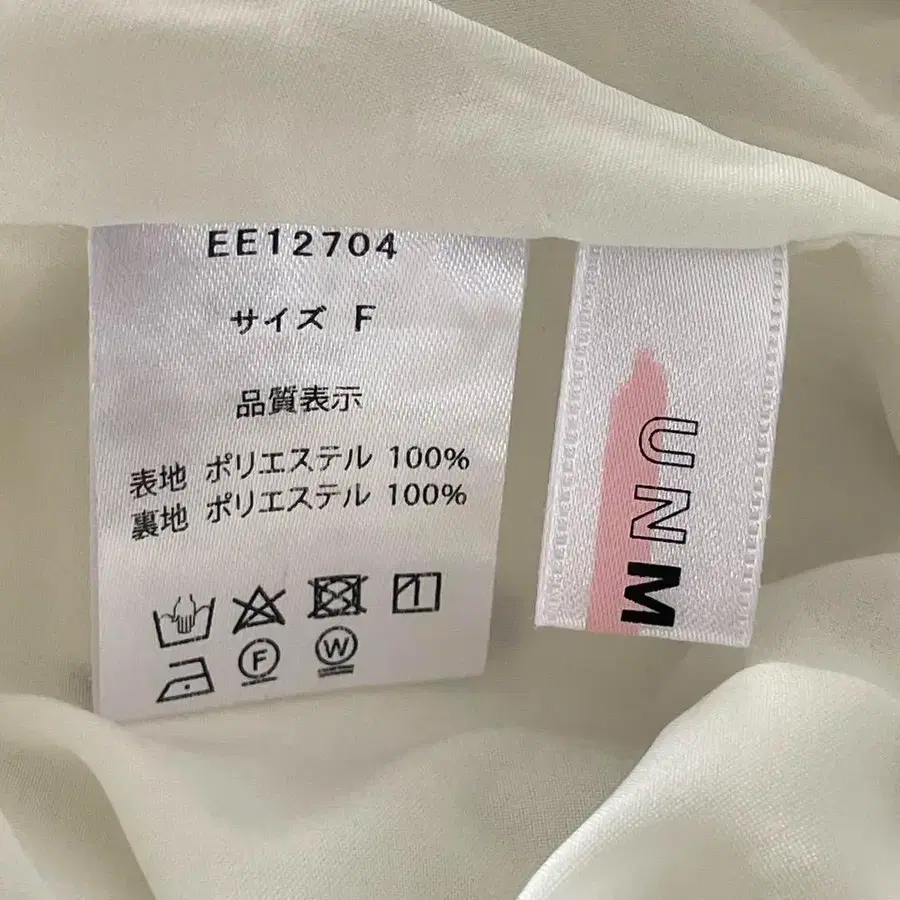 EE12704
サイズ F
品質表示
表地 ポリエステル 100%
裏地 ポリエステル 100%
F W
UNM